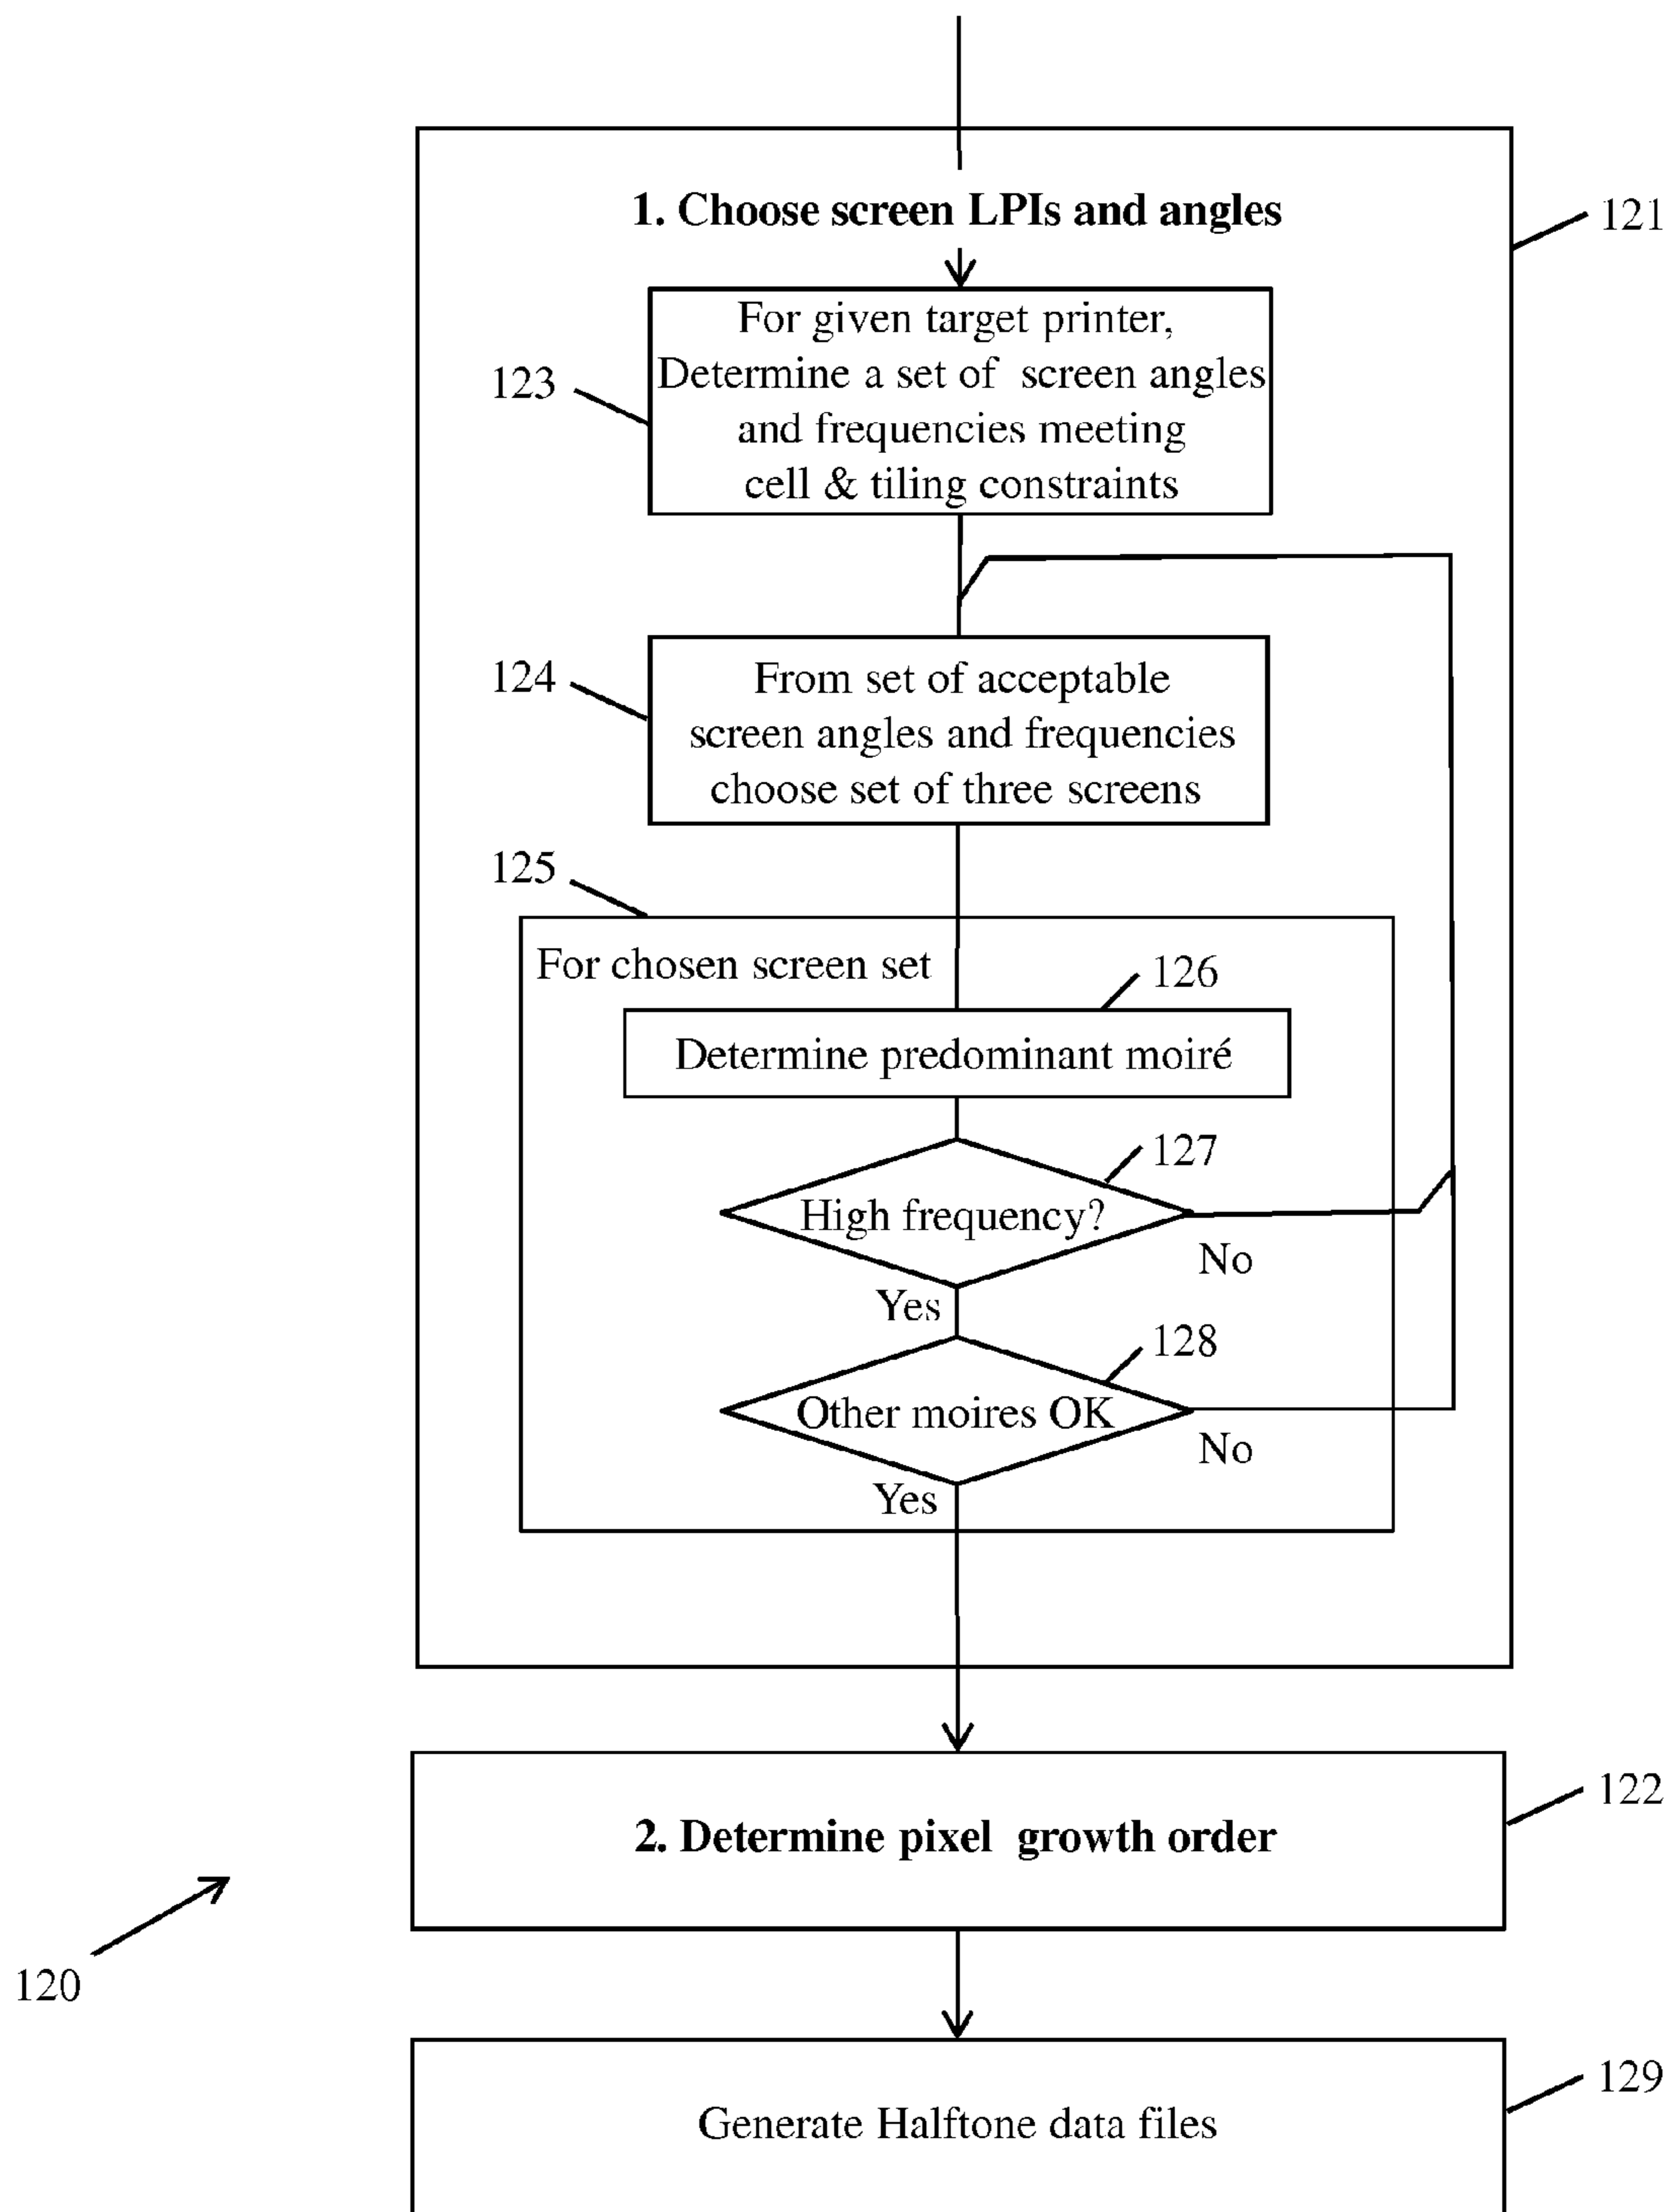 1. Choose screen LPIs and angles
121
For given target printer,
Determine a set of screen angles
and frequencies meeting
cell & tiling constraints
123
From set of acceptable
screen angles and frequencies
choose set of three screens
124
125
For chosen screen set
126
Determine predominant moiré
127
High frequency?
No
Yes
128
Other moires OK
No
Yes
122
2. Determine pixel growth order
120
129
Generate Halftone data files